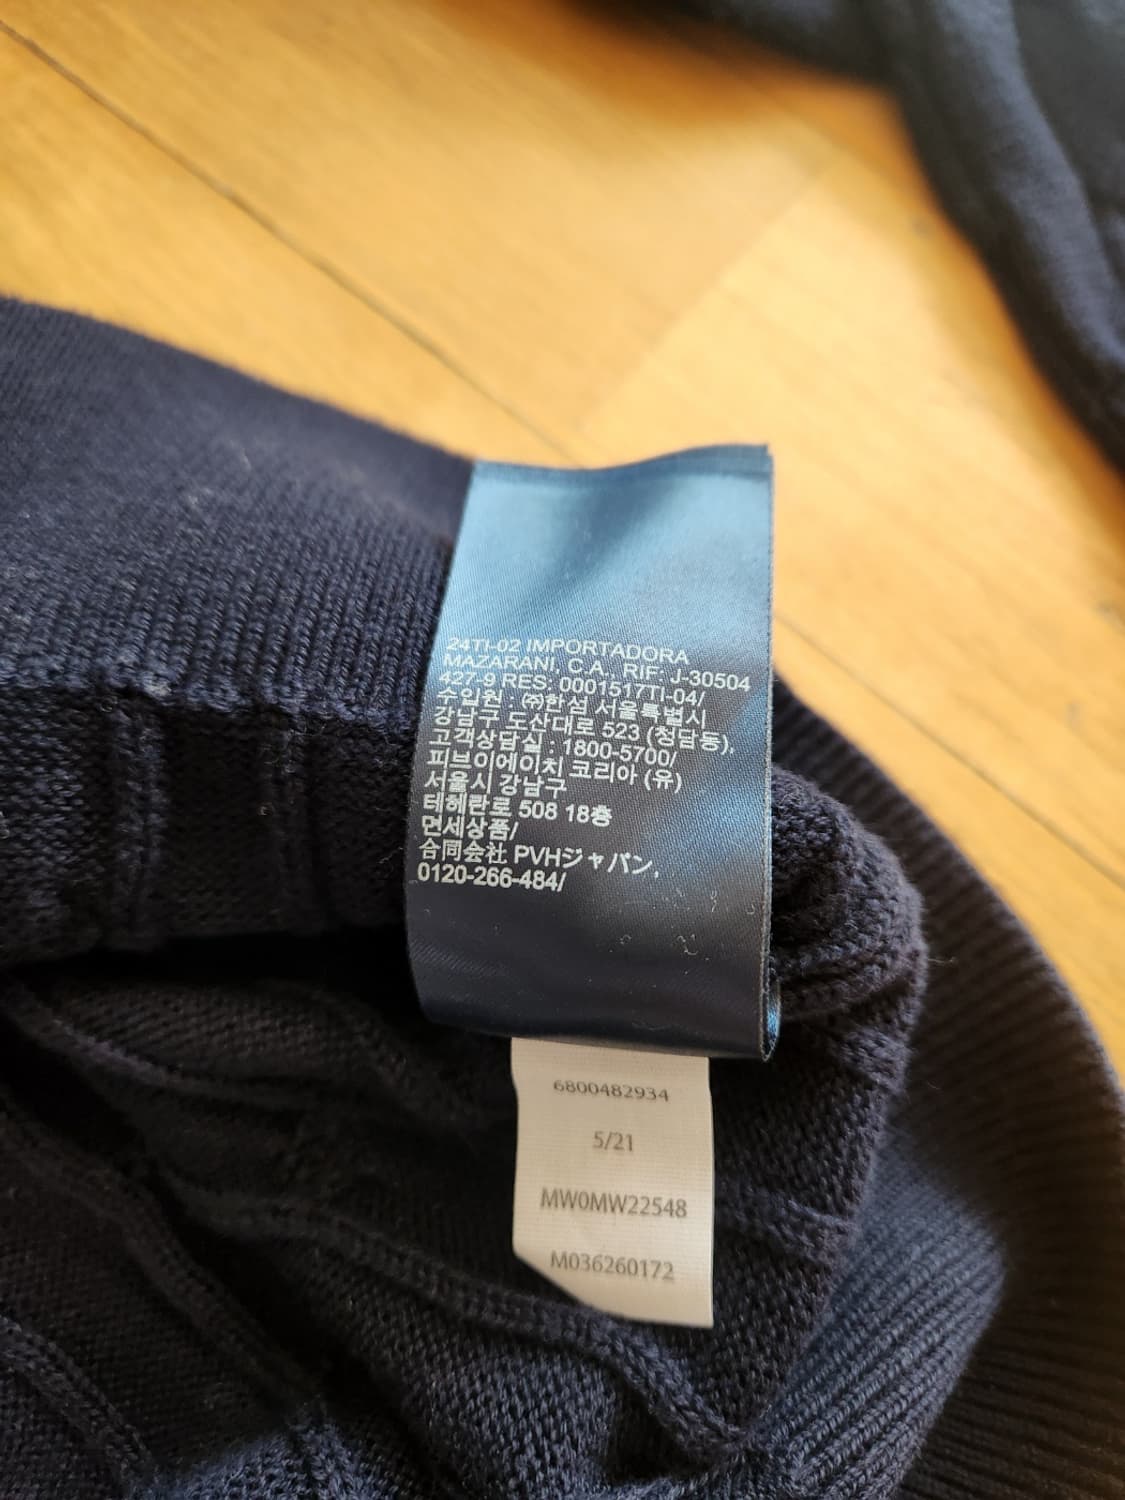 24TI-02 IMPORTADORA
MAZARANI, C.A. RIF: J-30504
427-9 RES: 0001517TI-04/
수입원 : ㈜한섬 서울특별시
강남구 도산대로 523 (청담동),
고객상담실 : 1800-5700/
피브이에이치 코리아 (유)
서울시 강남구
테헤란로 508 18층
면세상품/
合同会社 PVHジャパン,
0120-266-484/
6800482934
5/21
MW0MW22548
M036260172